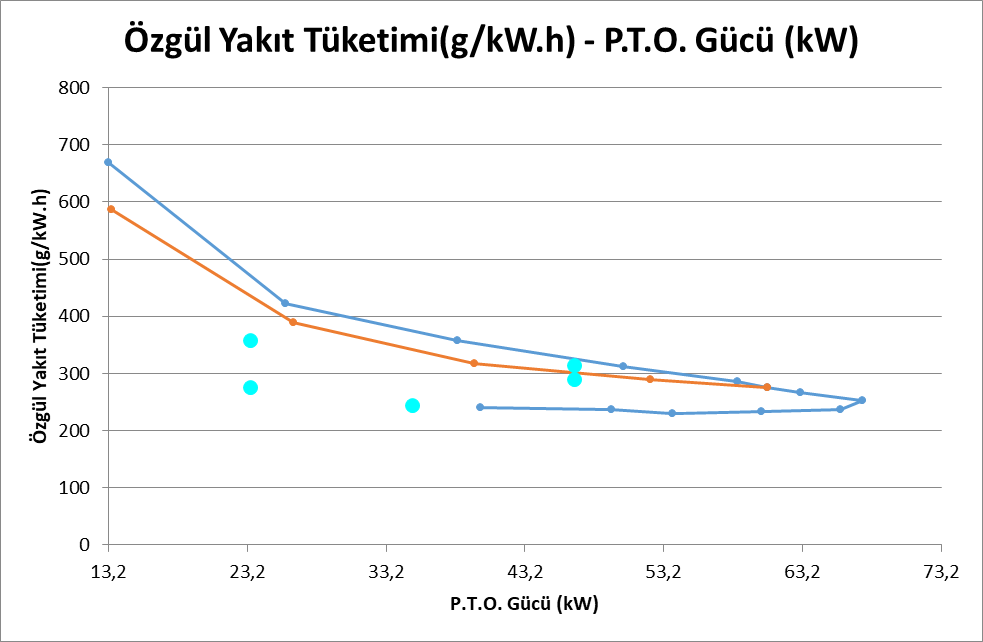 Özgül Yakıt Tüketimi(g/kW.h) - P.T.O. Gücü (kW)
800
700
600
500
400
300
200
100
0
Özgül Yakıt Tüketimi(g/kW.h)
13,2 23,2 33,2 43,2 53,2 63,2 73,2
P.T.O. Gücü (kW)